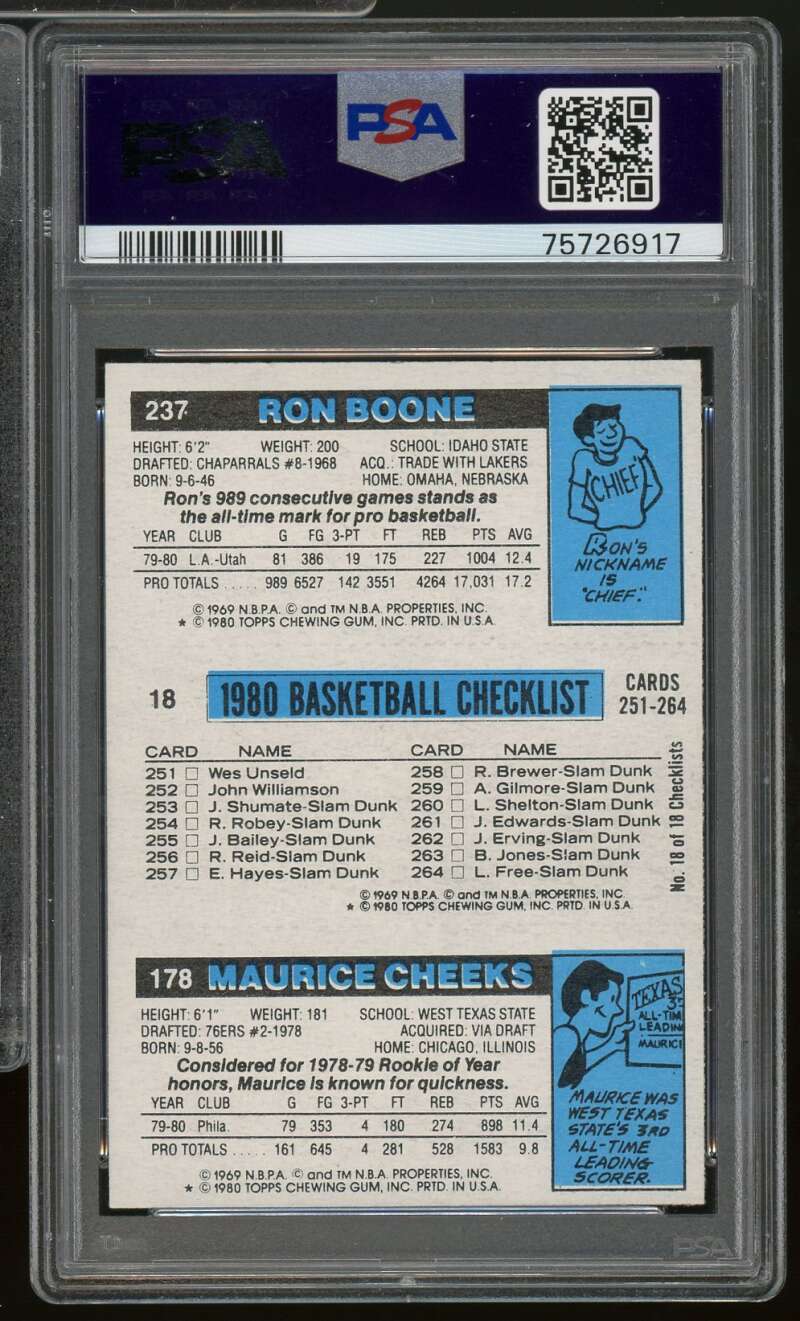 PSA
PSA
75726917
237 RON BOONE
HEIGHT: 6'2" WEIGHT: 200 SCHOOL: IDAHO STATE
DRAFTED: CHAPARRALS #8-1968 ACQ.: TRADE WITH LAKERS
BORN: 9-6-46 HOME: OMAHA, NEBRASKA
Ron's 989 consecutive games stands as
the all-time mark for pro basketball.
YEAR CLUB G FG 3-PT FT REB PTS AVG
79-80 L.A.-Utah 81 386 19 175 227 1004 12.4
PRO TOTALS ..... 989 6527 142 3551 4264 17,031 17.2
© 1969 N.B.P.A. © and TM N.B.A. PROPERTIES, INC.
★ © 1980 TOPPS CHEWING GUM, INC. PRTD. IN U.S.A.
CHIEF
RON'S
NICKNAME
IS
"CHIEF."
18 1980 BASKETBALL CHECKLIST CARDS
251-264
CARD NAME CARD NAME
251 □ Wes Unseld 258 □ R. Brewer-Slam Dunk
252 □ John Williamson 259 □ A. Gilmore-Slam Dunk
253 □ J. Shumate-Slam Dunk 260 □ L. Shelton-Slam Dunk
254 □ R. Robey-Slam Dunk 261 □ J. Edwards-Slam Dunk
255 □ J. Bailey-Slam Dunk 262 □ J. Erving-Slam Dunk
256 □ R. Reid-Slam Dunk 263 □ B. Jones-Slam Dunk
257 □ E. Hayes-Slam Dunk 264 □ L. Free-Slam Dunk
No. 18 of 18 Checklists
© 1969 N.B.P.A. © and TM N.B.A. PROPERTIES, INC.
★ © 1980 TOPPS CHEWING GUM, INC. PRTD. IN U.S.A.
178 MAURICE CHEEKS
HEIGHT: 6'1" WEIGHT: 181 SCHOOL: WEST TEXAS STATE
DRAFTED: 76ERS #2-1978 ACQUIRED: VIA DRAFT
BORN: 9-8-56 HOME: CHICAGO, ILLINOIS
Considered for 1978-79 Rookie of Year
honors, Maurice is known for quickness.
YEAR CLUB G FG 3-PT FT REB PTS AVG
79-80 Phila. 79 353 4 180 274 898 11.4
PRO TOTALS ..... 161 645 4 281 528 1583 9.8
© 1969 N.B.P.A. © and TM N.B.A. PROPERTIES, INC.
★ © 1980 TOPPS CHEWING GUM, INC. PRTD. IN U.S.A.
TEXAS
ALL-TIM
LEADIN
MAURICE
MAURICE WAS
WEST TEXAS
STATE'S 3RD
ALL-TIME
LEADING
SCORER.
PSA